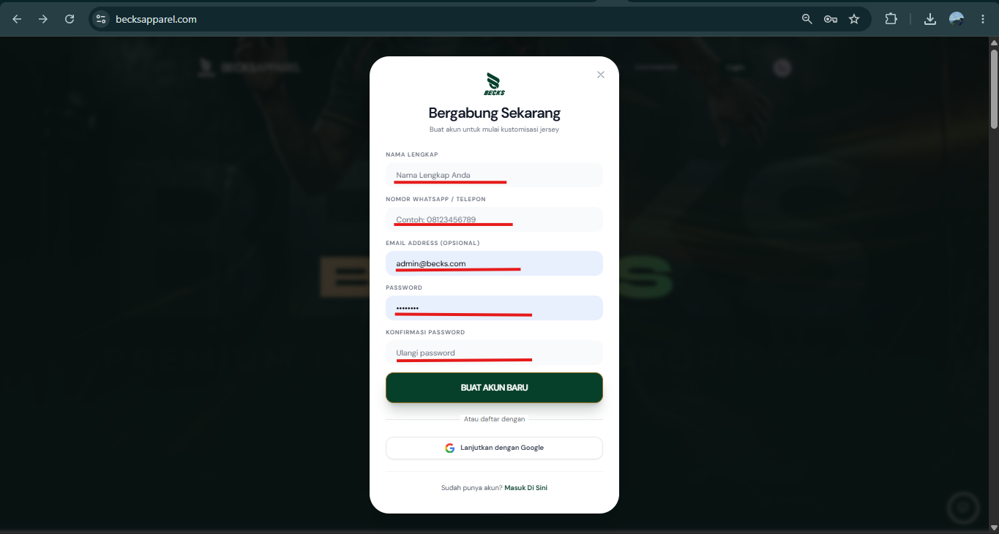 becksapparel.com
BECKSAPPAREL
Login
BECKS
Bergabung Sekarang
Buat akun untuk mulai kustomisasi jersey
NAMA LENGKAP
Nama Lengkap Anda
NOMOR WHATSAPP / TELEPON
Contoh: 08123456789
EMAIL ADDRESS (OPSIONAL)
admin@becks.com
PASSWORD
••••••••
KONFIRMASI PASSWORD
Ulangi password
BUAT AKUN BARU
Atau daftar dengan
Lanjutkan dengan Google
Sudah punya akun? Masuk Di Sini